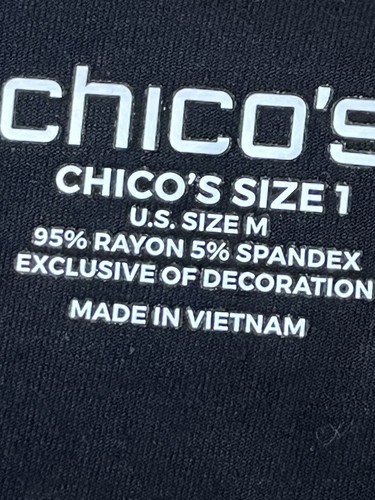 chico's
CHICO'S SIZE 1
U.S. SIZE M
95% RAYON 5% SPANDEX
EXCLUSIVE OF DECORATION
MADE IN VIETNAM